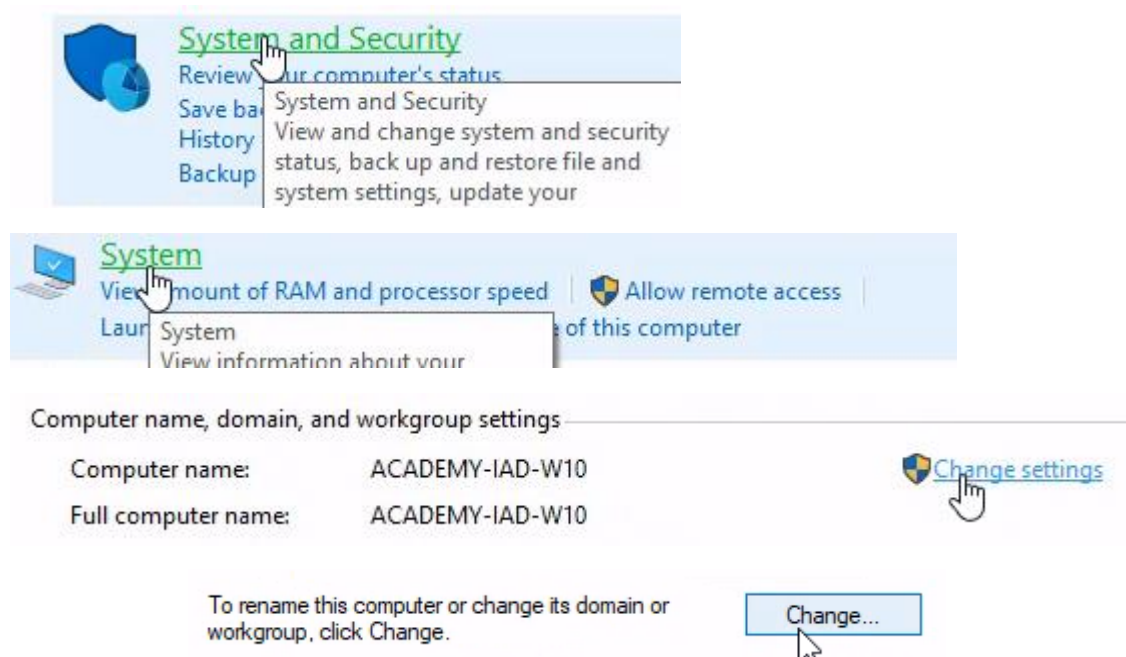 System and Security
Review your computer's status
Save ba
History
Backup
System and Security
View and change system and security
status, back up and restore file and
system settings, update your
System
View amount of RAM and processor speed
Allow remote access
Laun
of this computer
System
View information about your
Computer name, domain, and workgroup settings
Computer name: ACADEMY-IAD-W10
Change settings
Full computer name: ACADEMY-IAD-W10
To rename this computer or change its domain or
workgroup, click Change.
Change...